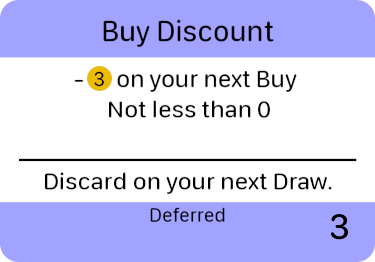 Buy Discount
- 3 on your next Buy
Not less than 0
Discard on your next Draw.
Deferred
3